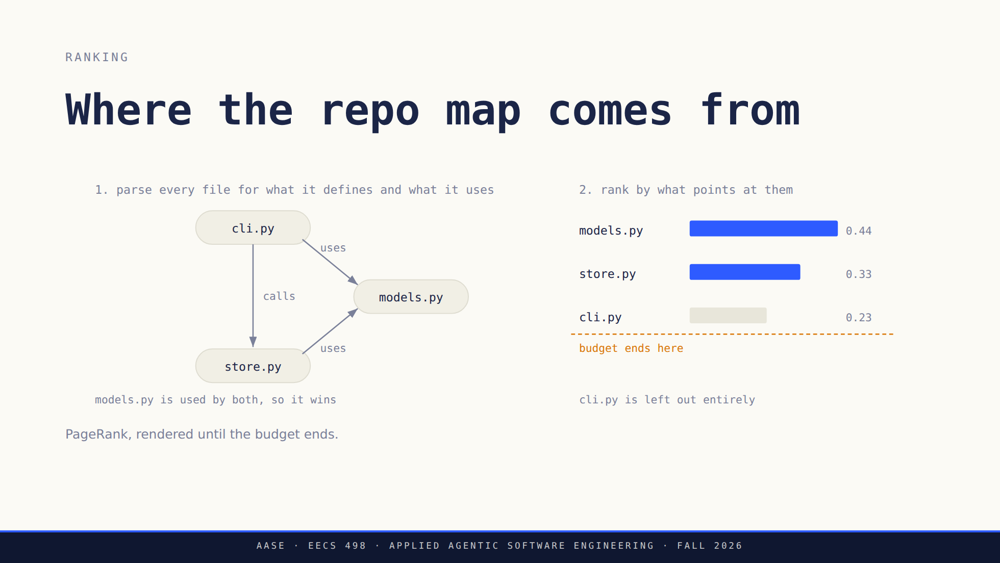 RANKING
Where the repo map comes from
1. parse every file for what it defines and what it uses
cli.py
uses
calls
models.py
uses
store.py
models.py is used by both, so it wins
2. rank by what points at them
models.py 0.44
store.py 0.33
cli.py 0.23
budget ends here
cli.py is left out entirely
PageRank, rendered until the budget ends.
AASE · EECS 498 · APPLIED AGENTIC SOFTWARE ENGINEERING · FALL 2026